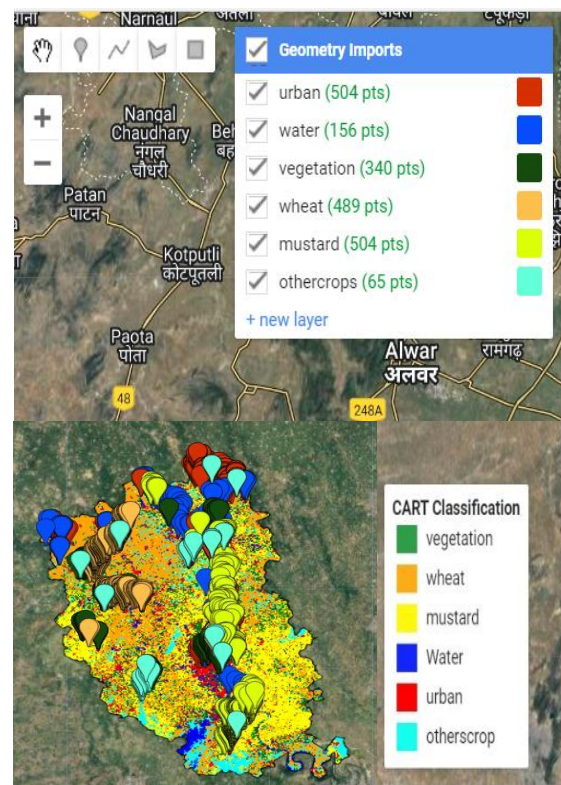 Narnaul
Geometry Imports
urban (504 pts)
water (156 pts)
vegetation (340 pts)
wheat (489 pts)
mustard (504 pts)
othercrops (65 pts)
+ new layer
+
−
Nangal
Chaudhary
नंगल
चौधरी
Patan
पाटन
Kotputli
कोटपूतली
Paota
पोता
48
Alwar
अलवर
रामगढ़
248A
CART Classification
vegetation
wheat
mustard
Water
urban
otherscrop